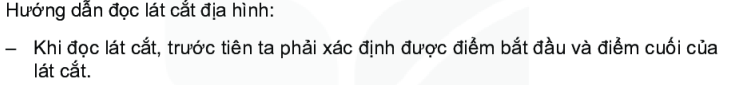 Hướng dẫn đọc lát cắt địa hình:
– Khi đọc lát cắt, trước tiên ta phải xác định được điểm bắt đầu và điểm cuối của
lát cắt.